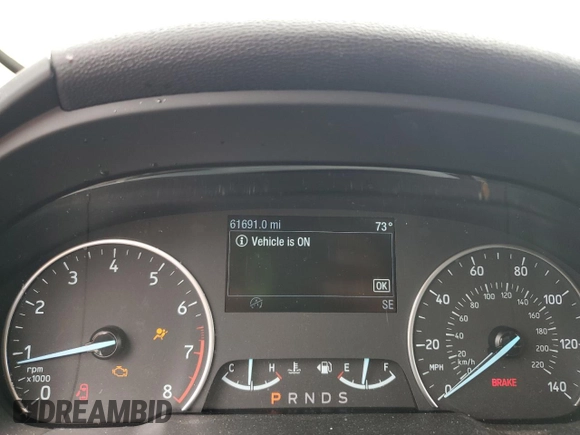 61691.0 mi 73°
Vehicle is ON
OK
SE
0 1 2 3 4 5 6 7 8
rpm
x1000
C H E F
P R N D S
0 20 40 60 80 100 120 140
MPH
km/h
0 20 40 60 80 100 120 140 160 180 200 220
BRAKE
DREAMBID